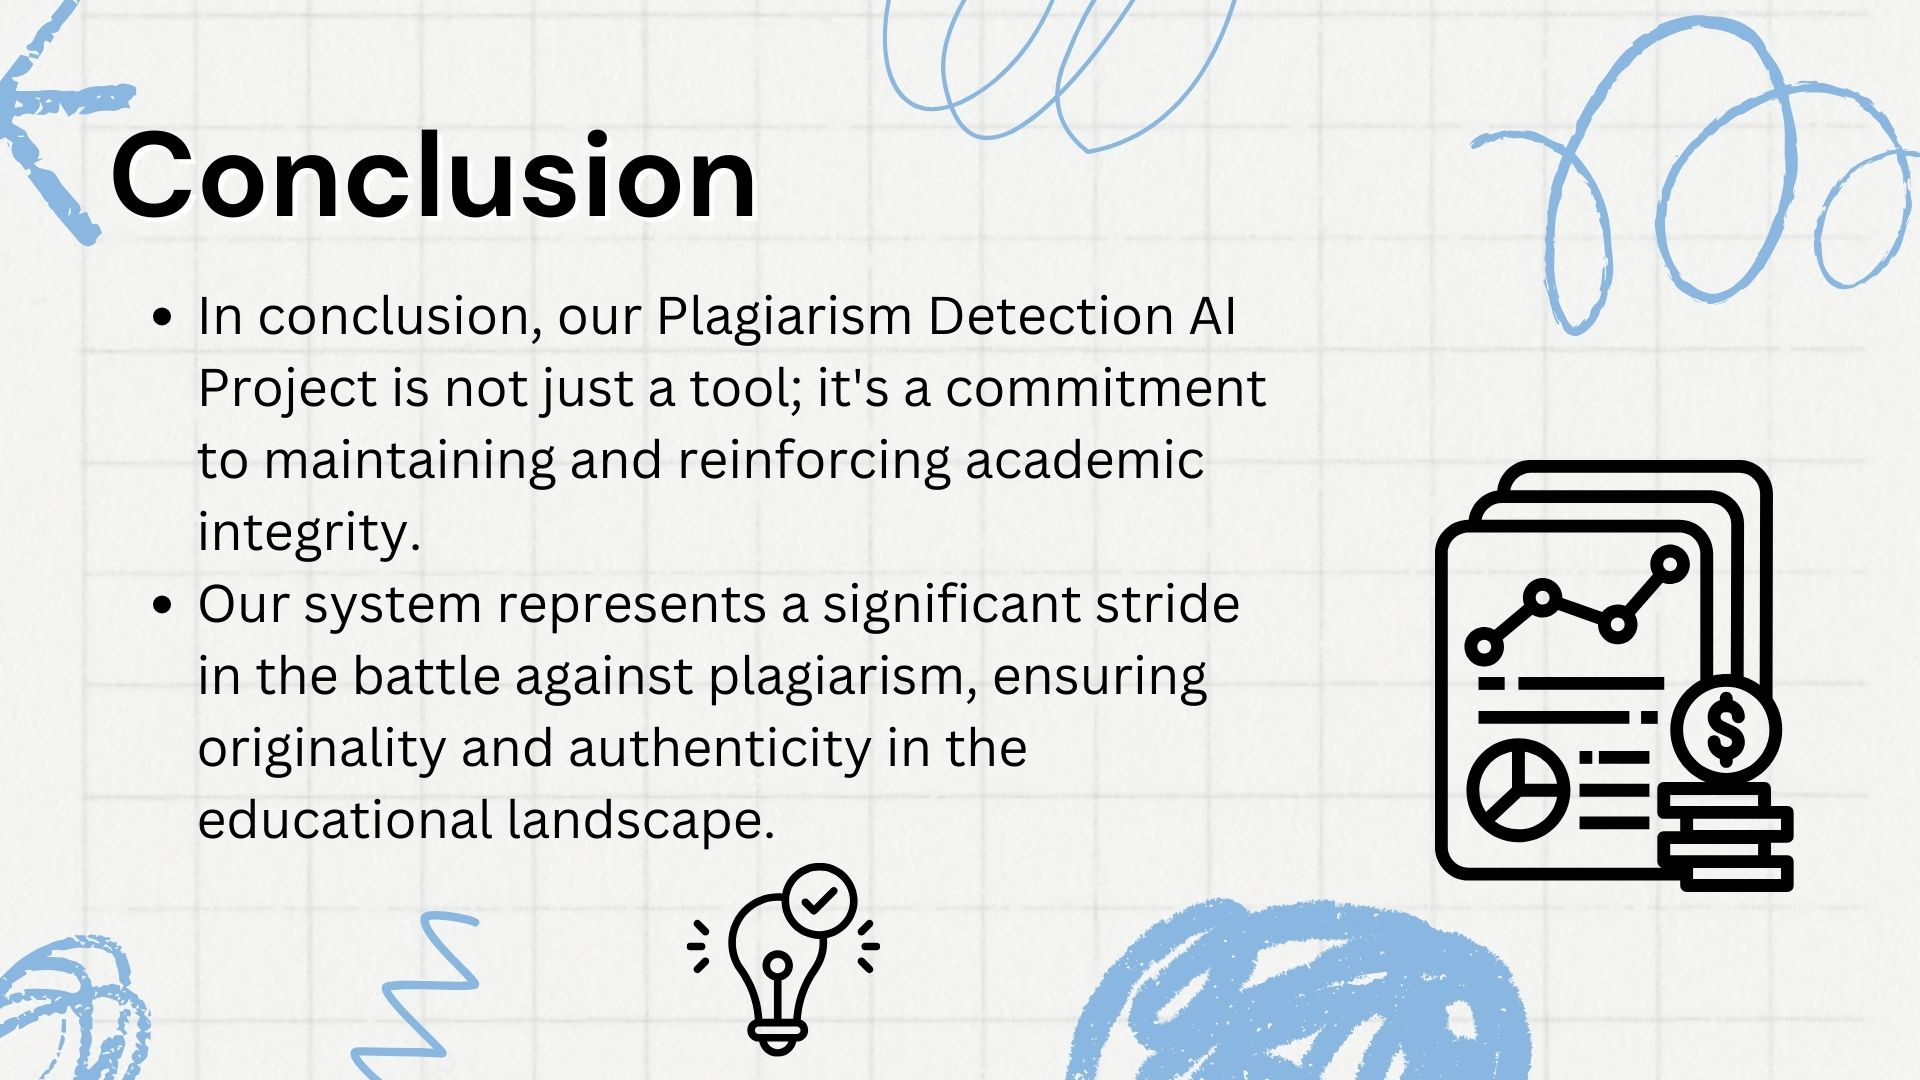 Conclusion
• In conclusion, our Plagiarism Detection AI
Project is not just a tool; it's a commitment
to maintaining and reinforcing academic
integrity.
• Our system represents a significant stride
in the battle against plagiarism, ensuring
originality and authenticity in the
educational landscape.
$